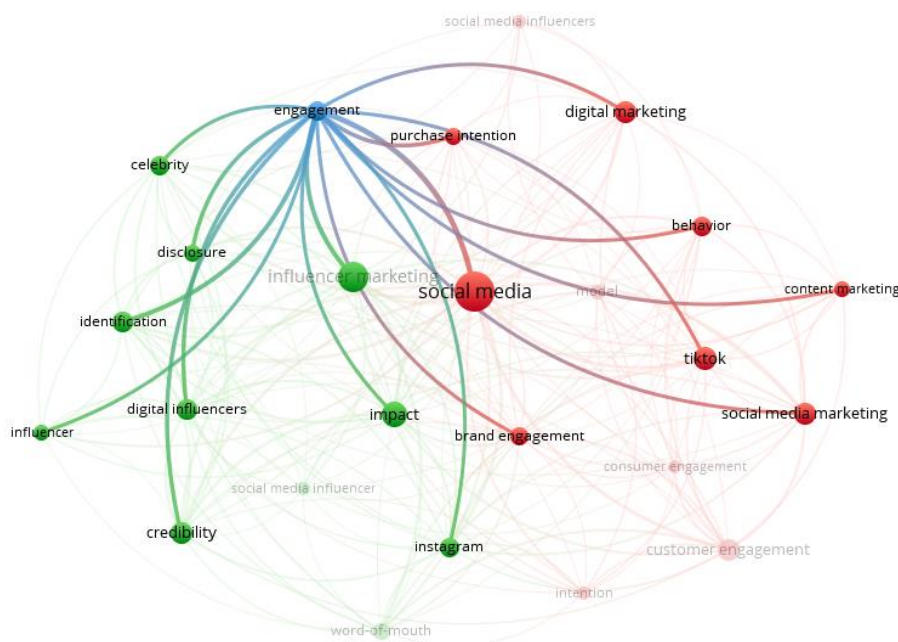 social media influencers
engagement
digital marketing
purchase intention
celebrity
behavior
disclosure
influencer marketing
social media
model
content marketing
identification
tiktok
digital influencers
impact
social media marketing
influencer
brand engagement
consumer engagement
social media influencer
credibility
instagram
customer engagement
intention
word-of-mouth